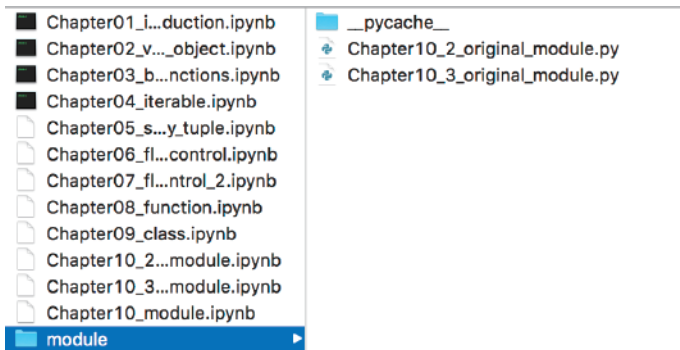 Chapter01_i...duction.ipynb
Chapter02_v..._object.ipynb
Chapter03_b...nctions.ipynb
Chapter04_iterable.ipynb
Chapter05_s...y_tuple.ipynb
Chapter06_fl...control.ipynb
Chapter07_fl...ntrol_2.ipynb
Chapter08_function.ipynb
Chapter09_class.ipynb
Chapter10_2...module.ipynb
Chapter10_3...module.ipynb
Chapter10_module.ipynb
module
__pycache__
Chapter10_2_original_module.py
Chapter10_3_original_module.py